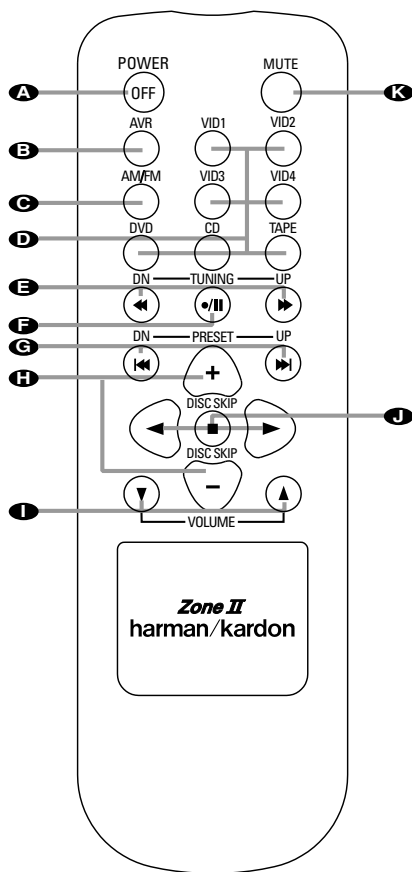 POWER MUTE
A OFF K
AVR VID1 VID2
B
AM/FM VID3 VID4
C
D DVD CD TAPE
E DN TUNING UP
F
G DN PRESET UP
H +
DISC SKIP
J
DISC SKIP
−
I VOLUME
Zone II
harman/kardon